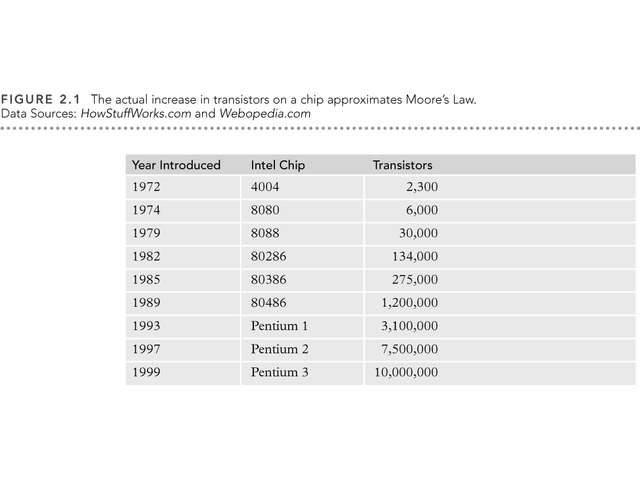 FIGURE 2.1 The actual increase in transistors on a chip approximates Moore's Law.
Data Sources: HowStuffWorks.com and Webopedia.com
Year Introduced Intel Chip Transistors
1972 4004 2,300
1974 8080 6,000
1979 8088 30,000
1982 80286 134,000
1985 80386 275,000
1989 80486 1,200,000
1993 Pentium 1 3,100,000
1997 Pentium 2 7,500,000
1999 Pentium 3 10,000,000